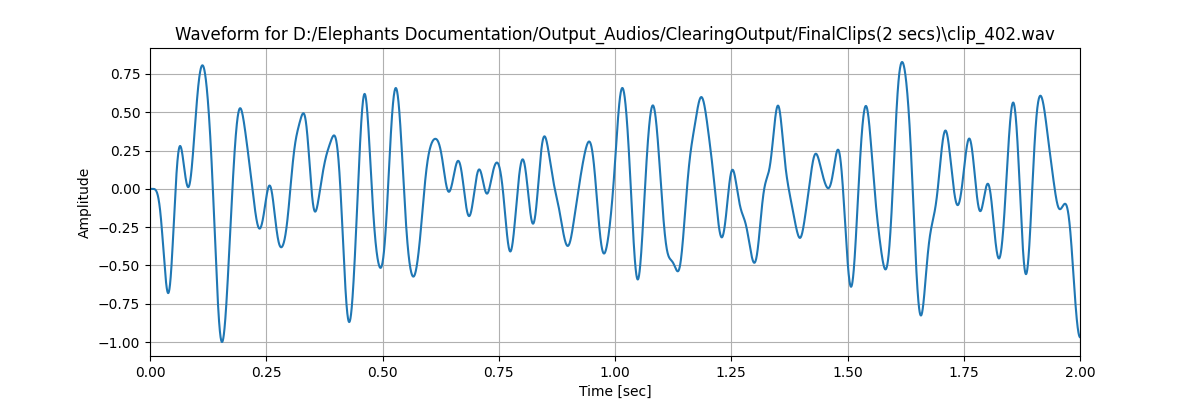 Waveform for D:/Elephants Documentation/Output_Audios/ClearingOutput/FinalClips(2 secs)\clip_402.wav
Amplitude
0.75
0.50
0.25
0.00
−0.25
−0.50
−0.75
−1.00
0.00 0.25 0.50 0.75 1.00 1.25 1.50 1.75 2.00
Time [sec]